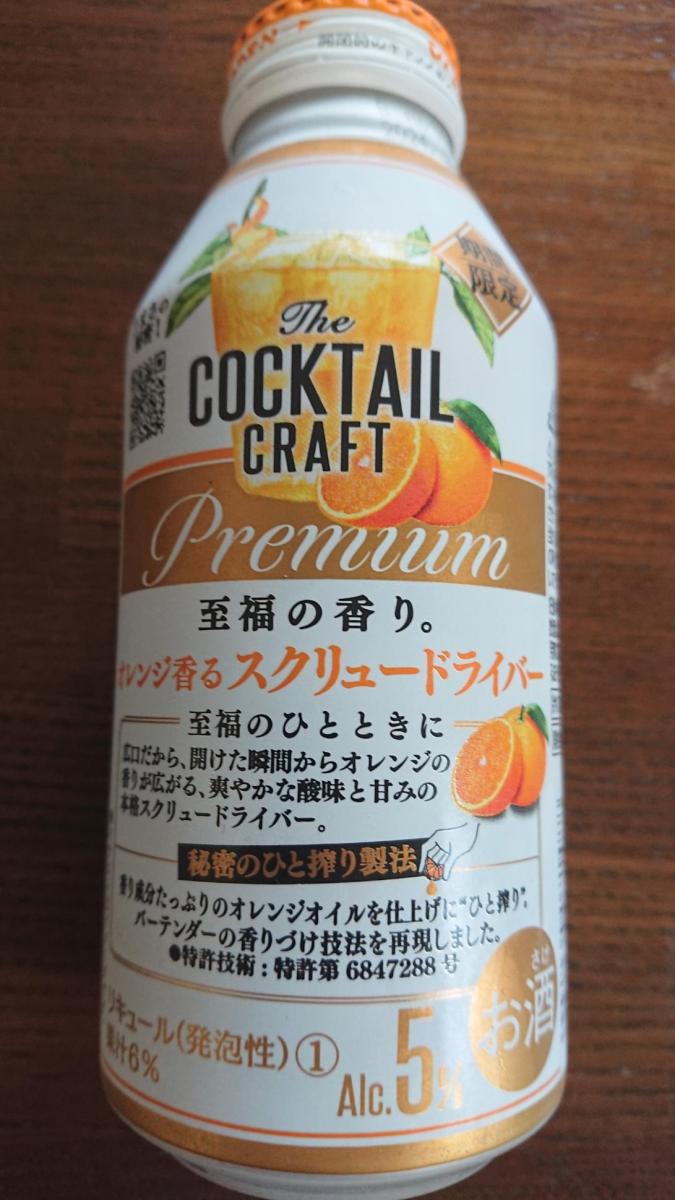 期間
限定
The
COCKTAIL
CRAFT
Premium
至福の香り。
オレンジ香るスクリュードライバー
至福のひとときに
広口だから、開けた瞬間からオレンジの
香りが広がる、爽やかな酸味と甘みの
本格スクリュードライバー。
秘密のひと搾り製法
香り成分たっぷりのオレンジオイルを仕上げに“ひと搾り”。
バーテンダーの香りづけ技法を再現しました。
●特許技術:特許第6847288号
リキュール(発泡性)①
果汁6%
Alc.5%
さけ
お酒